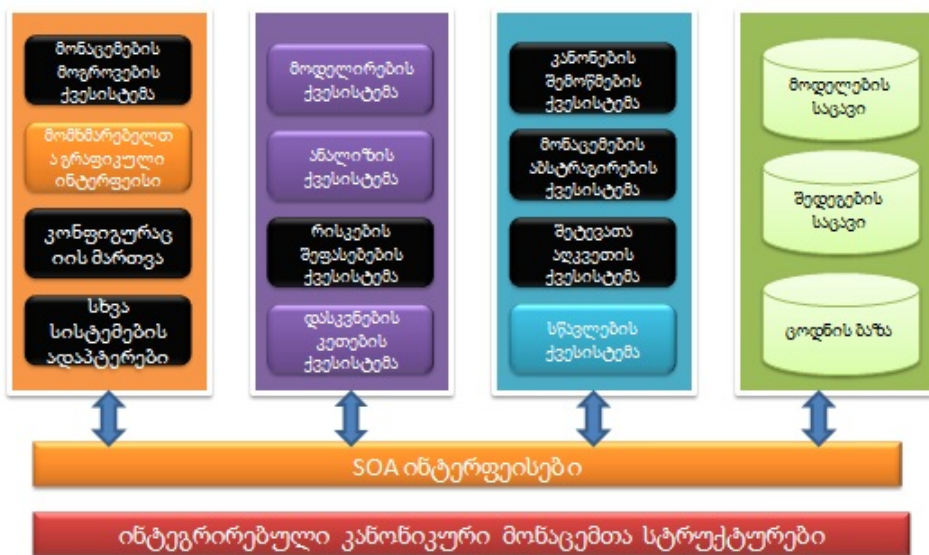 მონაცემების
მოგროვების
ქვესისტემა
მომხმარებელთ
ა გრაფიკული
ინტერფეისი
კონფიგურაც
იის მართვა
სხვა
სისტემების
ადაპტერები
მოდელირების
ქვესისტემა
ანალიზის
ქვესისტემა
რისკების
შეფასებების
ქვესისტემა
დასკვნების
კეთების
ქვესისტემა
კანონების
შემოწმების
ქვესისტემა
მონაცემების
აბსტრაგირების
ქვესისტემა
შეტევათა
აღკვეთის
ქვესისტემა
სწავლების
ქვესისტემა
მოდელების
საცავი
შედეგების
საცავი
ცოდნის ბაზა
SOA ინტერფეისები
ინტეგრირებული კანონიკური მონაცემთა სტრუქტურები